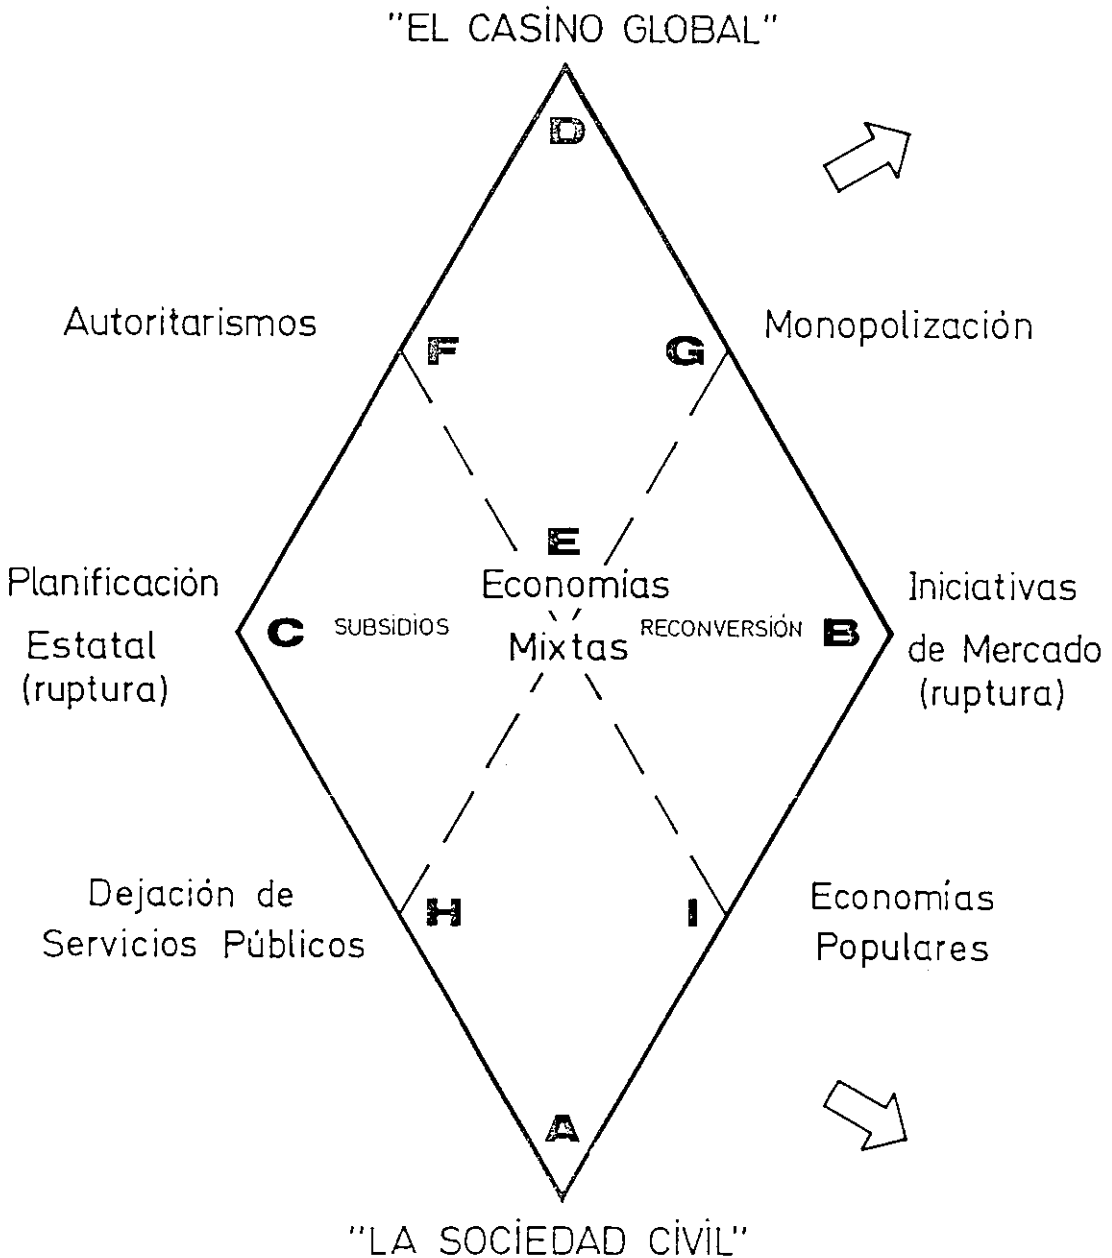 "EL CASINO GLOBAL"
D
Autoritarismos
F
G
Monopolización
E
Planificación
Estatal
(ruptura)
C
SUBSIDIOS
Economías
Mixtas
RECONVERSIÓN
B
Iniciativas
de Mercado
(ruptura)
Dejación de
Servicios Públicos
H
I
Economías
Populares
A
"LA SOCIEDAD CIVIL"